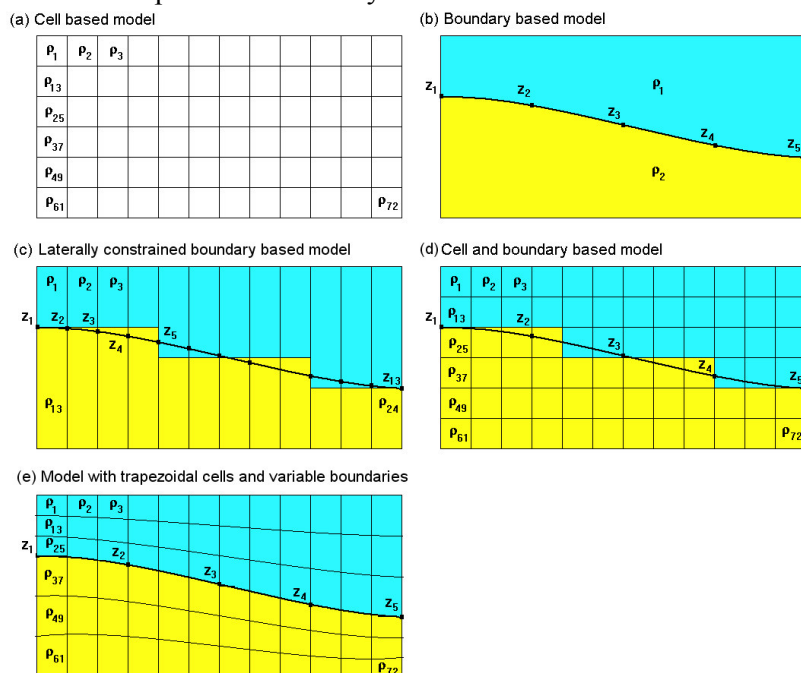 (a) Cell based model
ρ1 ρ2 ρ3
ρ13
ρ25
ρ37
ρ49
ρ61 ρ72
(b) Boundary based model
z1 z2 z3 z4 z5
ρ1
ρ2
(c) Laterally constrained boundary based model
ρ1 ρ2 ρ3
z1 z2 z3 z4 z5 z13
ρ13 ρ24
(d) Cell and boundary based model
ρ1 ρ2 ρ3
ρ13
z1 z2 z3 z4 z5
ρ25
ρ37
ρ49
ρ61 ρ72
(e) Model with trapezoidal cells and variable boundaries
ρ1 ρ2 ρ3
ρ13
ρ25
z1 z2 z3 z4 z5
ρ37
ρ49
ρ61 ρ72